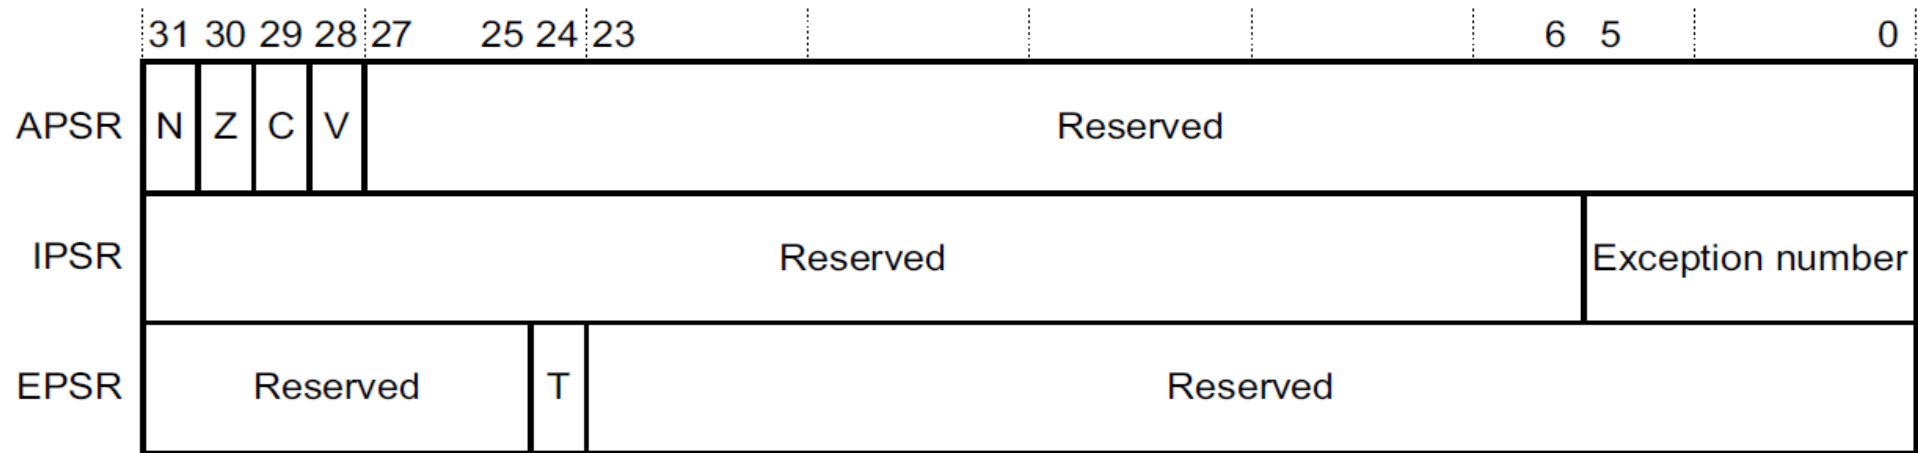 31 30 29 28 27 25 24 23 6 5 0
APSR N Z C V Reserved
IPSR Reserved Exception number
EPSR Reserved T Reserved